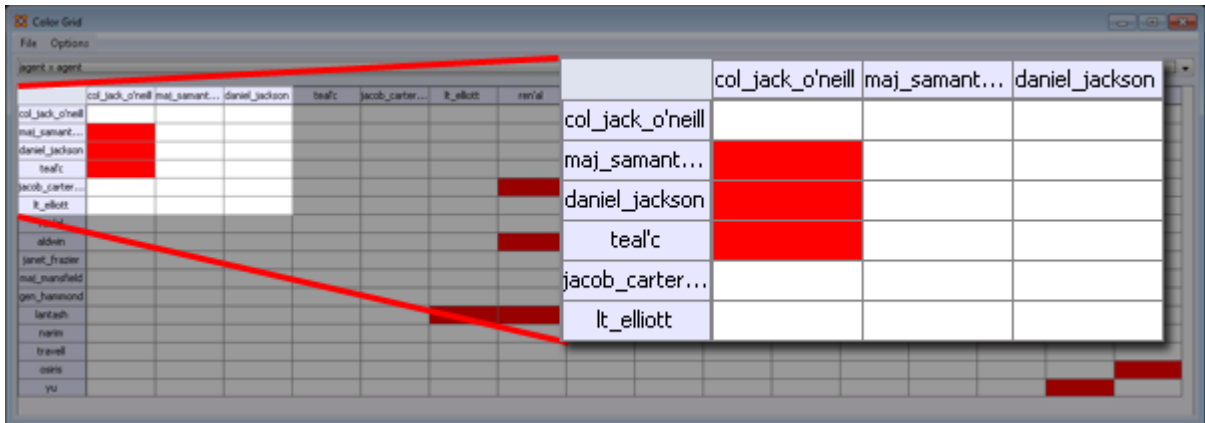 Color Grid
File Options
agent x agent
col_jack_o'neill maj_samant... daniel_jackson teal'c jacob_carter... lt_elliott ren'al
col_jack_o'neill
maj_samant...
daniel_jackson
teal'c
jacob_carter...
lt_elliott
aldwin
janet_frazier
maj_mansfield
gen_hammond
lantash
narim
travell
osiris
yu
col_jack_o'neill maj_samant... daniel_jackson
col_jack_o'neill
maj_samant...
daniel_jackson
teal'c
jacob_carter...
lt_elliott